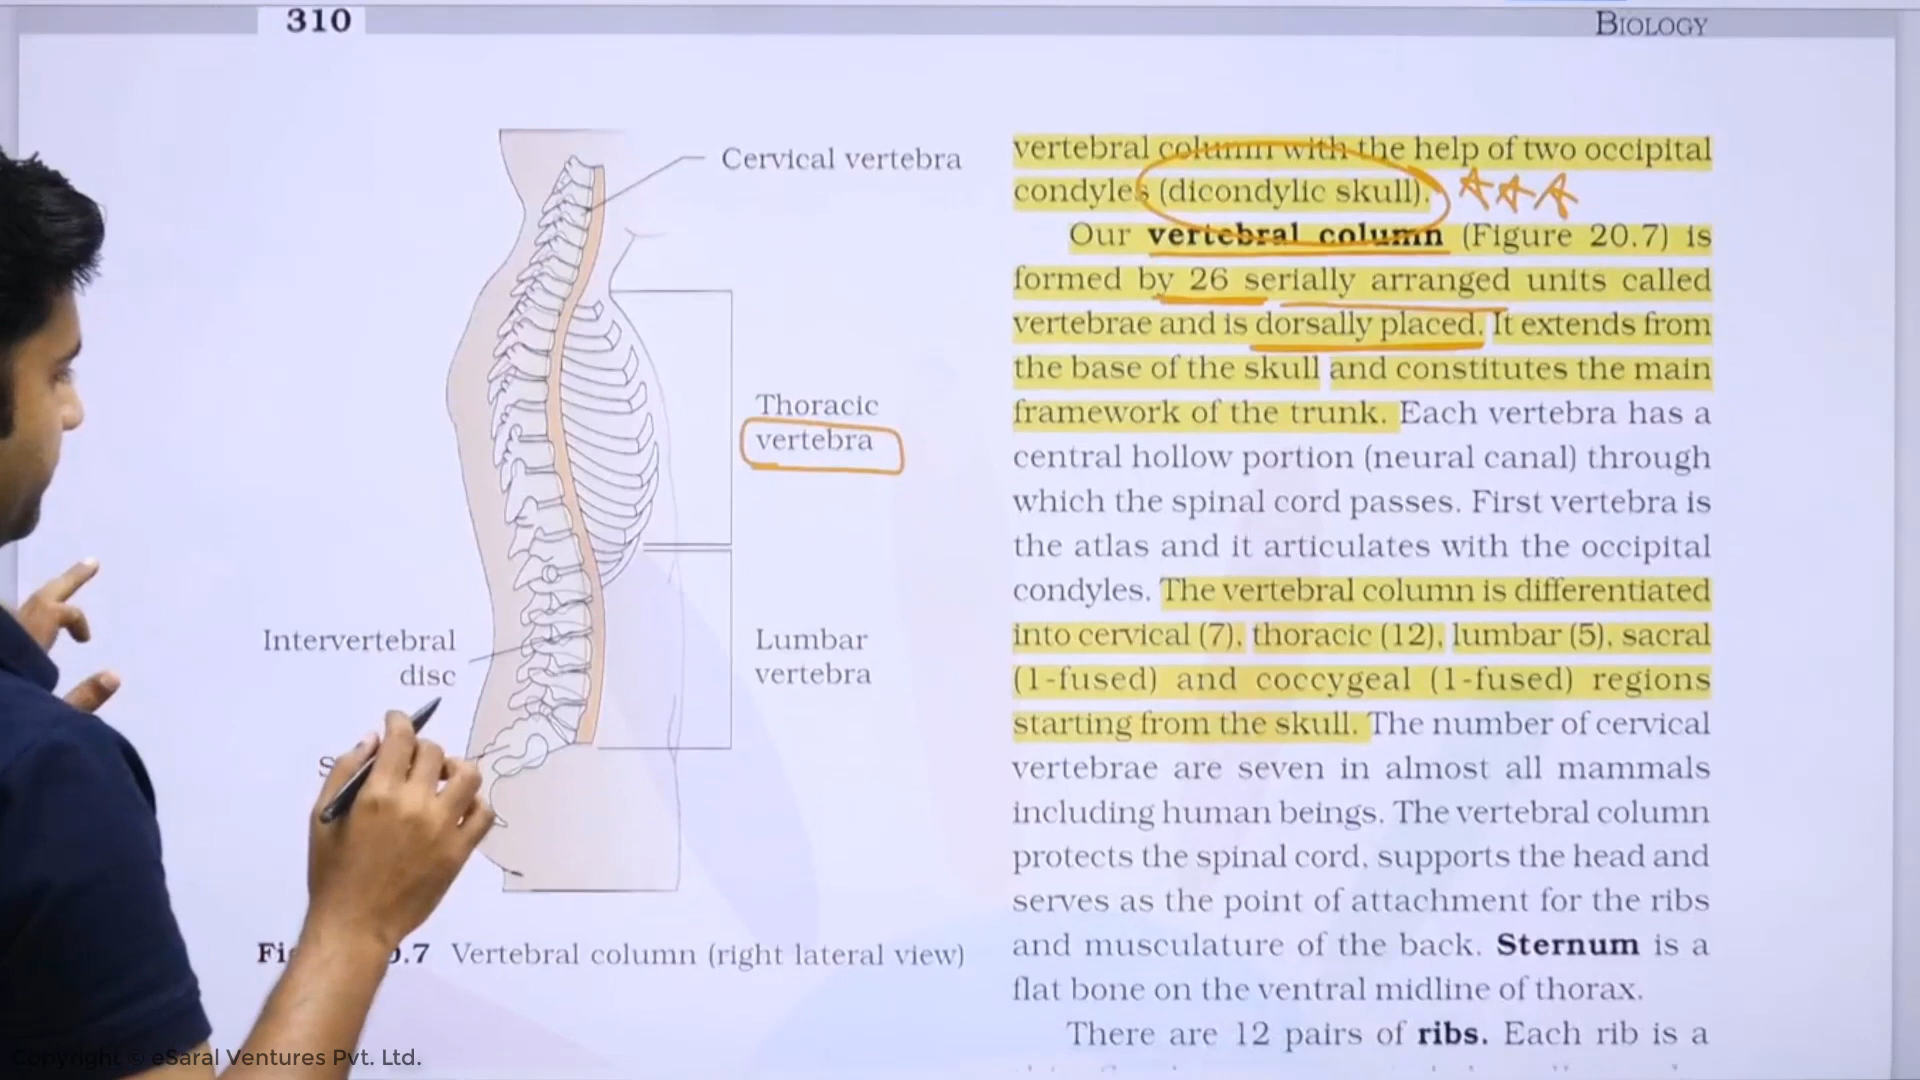 310
BIOLOGY
Cervical vertebra
Thoracic
vertebra
Intervertebral
disc
Lumbar
vertebra
.7 Vertebral column (right lateral view)
vertebral column with the help of two occipital
condyles (dicondylic skull).
Our vertebral column (Figure 20.7) is
formed by 26 serially arranged units called
vertebrae and is dorsally placed. It extends from
the base of the skull and constitutes the main
framework of the trunk. Each vertebra has a
central hollow portion (neural canal) through
which the spinal cord passes. First vertebra is
the atlas and it articulates with the occipital
condyles. The vertebral column is differentiated
into cervical (7), thoracic (12), lumbar (5), sacral
(1-fused) and coccygeal (1-fused) regions
starting from the skull. The number of cervical
vertebrae are seven in almost all mammals
including human beings. The vertebral column
protects the spinal cord, supports the head and
serves as the point of attachment for the ribs
and musculature of the back. Sternum is a
flat bone on the ventral midline of thorax.
There are 12 pairs of ribs. Each rib is a
Copyright © eSaral Ventures Pvt. Ltd.